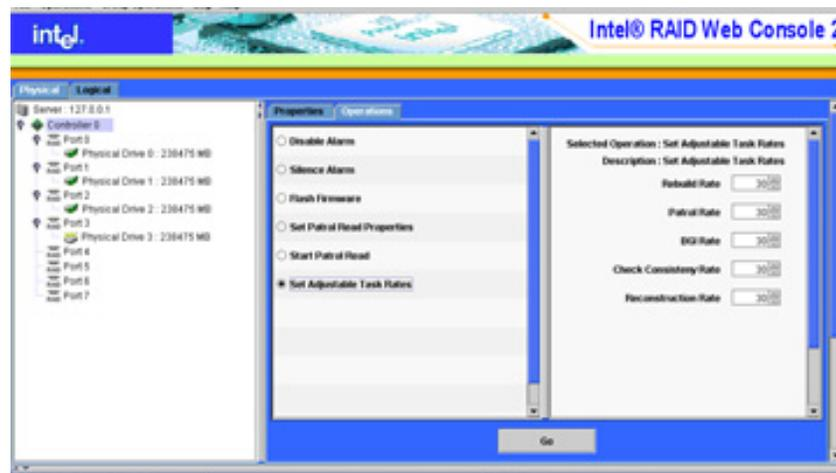 intel.
Intel® RAID Web Console 2
Physical
Logical
Server : 127.0.0.1
Controller 0
Port 0
Physical Drive 0 : 238475 MB
Port 1
Physical Drive 1 : 238475 MB
Port 2
Physical Drive 2 : 238475 MB
Port 3
Physical Drive 3 : 238475 MB
Port 4
Port 5
Port 6
Port 7
Properties
Operations
Disable Alarm
Silence Alarm
Flash Firmware
Set Patrol Read Properties
Start Patrol Read
Set Adjustable Task Rates
Selected Operation : Set Adjustable Task Rates
Description : Set Adjustable Task Rates
Rebuild Rate 30
Patrol Rate 30
BGI Rate 30
Check Consisteny Rate 30
Reconstruction Rate 30
Go